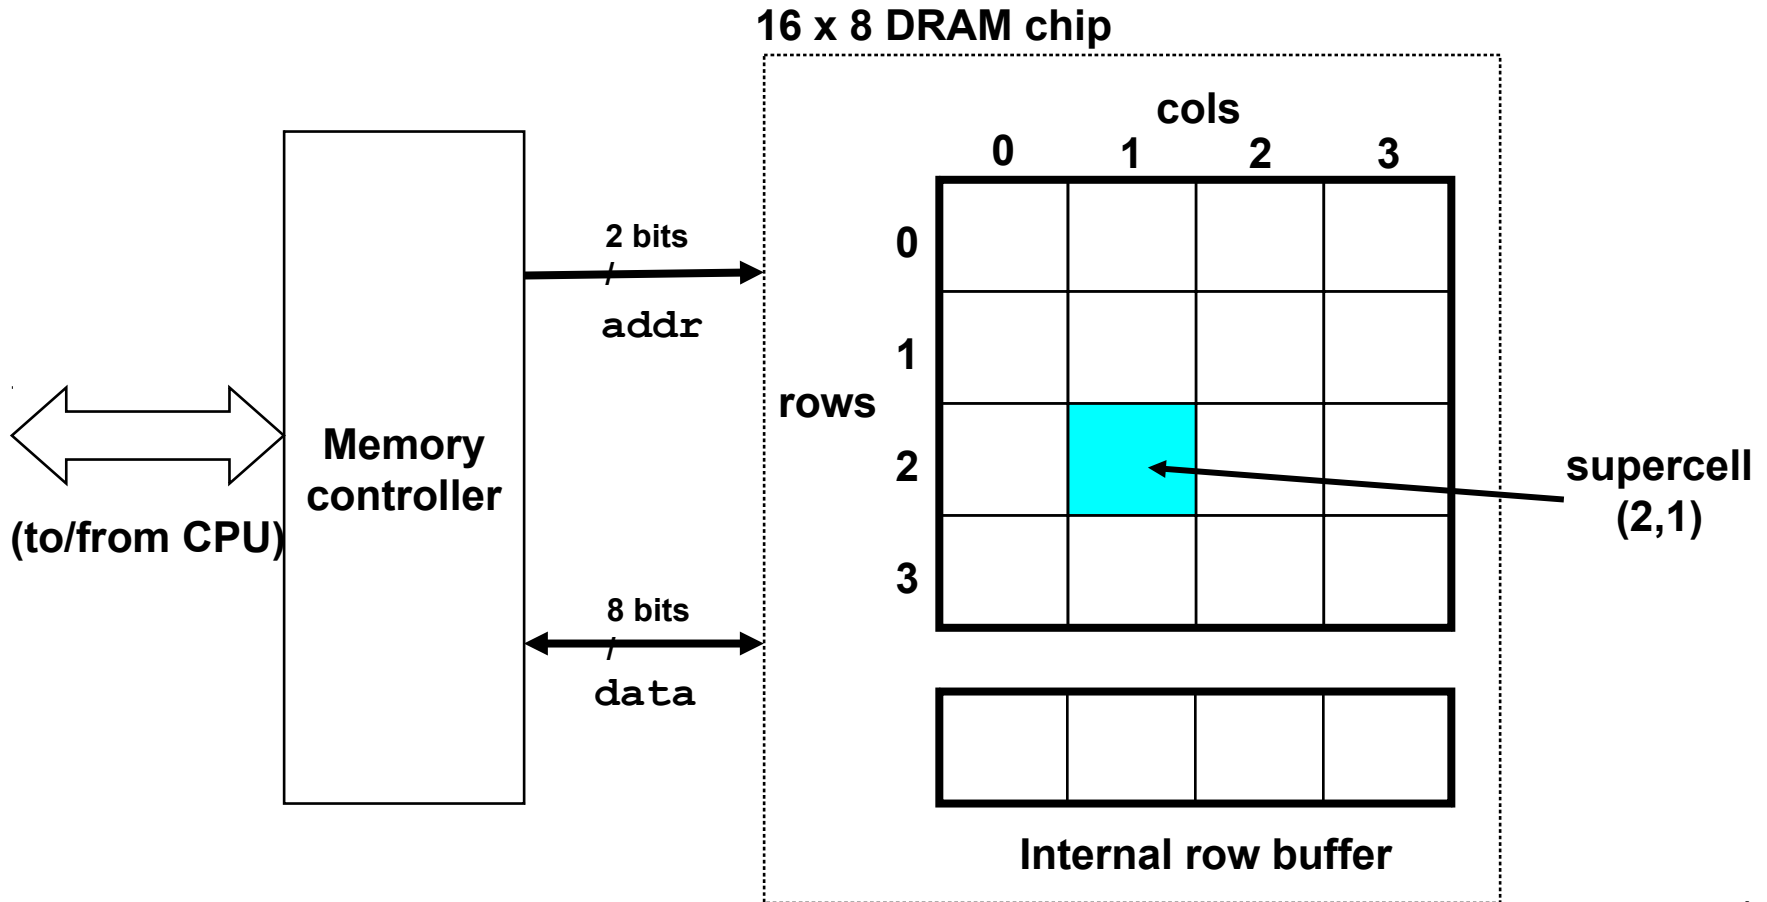 16 x 8 DRAM chip
cols
0 1 2 3
2 bits
/
addr
0
1
rows
2
3
Memory
controller
(to/from CPU)
supercell
(2,1)
8 bits
/
data
Internal row buffer